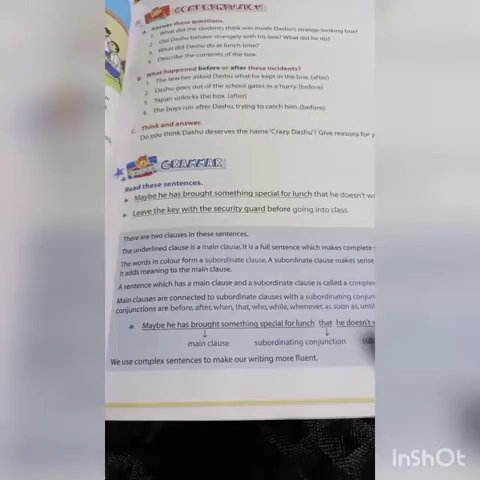 COMPREHENSION
A. Answer these questions.
1. What did the students think was inside Dashu's strange-looking box?
2. Did Dashu behave strangely with his box? What did he do?
3. What did Dashu do at lunch time?
4. Describe the contents of the box.
B. What happened before or after these incidents?
1. The teacher asked Dashu what he kept in the box. (after)
2. Dashu goes out of the school gates in a hurry. (before)
3. Tapan unlocks the box. (after)
4. The boys run after Dashu, trying to catch him. (before)
C. Think and answer.
Do you think Dashu deserves the name 'Crazy Dashu'? Give reasons for
GRAMMAR
Read these sentences.
Maybe he has brought something special for lunch that he doesn't
Leave the key with the security guard before going into class.
There are two clauses in these sentences.
The underlined clause is a main clause. It is a full sentence which makes complete
The words in colour form a subordinate clause. A subordinate clause makes sense
it adds meaning to the main clause.
A sentence which has a main clause and a subordinate clause is called a complex
Main clauses are connected to subordinate clauses with a subordinating
conjunctions are before, after, when, that, who, while, whenever, as soon as, until
Maybe he has brought something special for lunch that he doesn't
main clause subordinating conjunction
We use complex sentences to make our writing more fluent.
InShOt